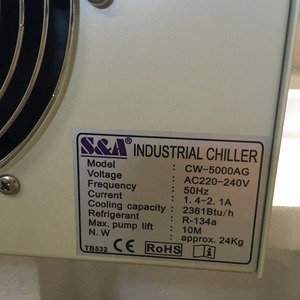 S&A INDUSTRIAL CHILLER
Model : CW-5000AG
Voltage : AC220-240V
Frequency : 50Hz
Current : 1.4-2.1A
Cooling capacity : 2361Btu/h
Refrigerant : R-134a
Max. pump lift : 10M
N.W : approx. 24Kg
TB532 CE RoHS